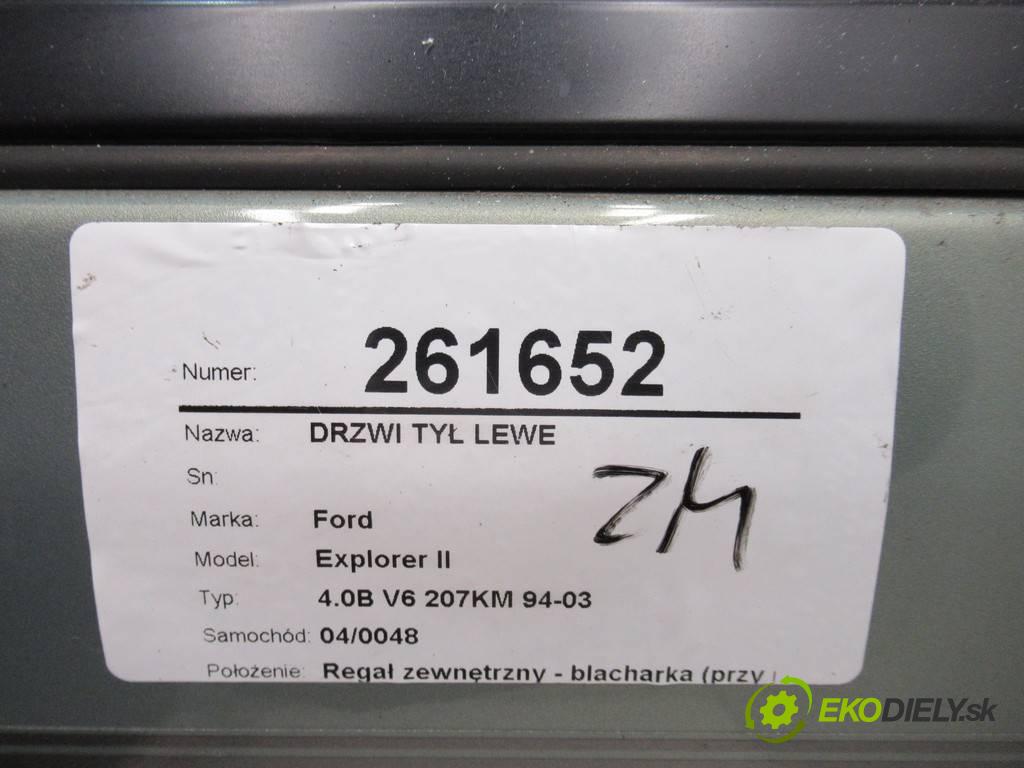 Numer: 261652
Nazwa: DRZWI TYŁ LEWE
Sn:
Marka: Ford
Model: Explorer II
Typ: 4.0B V6 207KM 94-03
Samochód: 04/0048
Położenie: Regał zewnętrzny - blacharka (przy
EKODIELY.sk